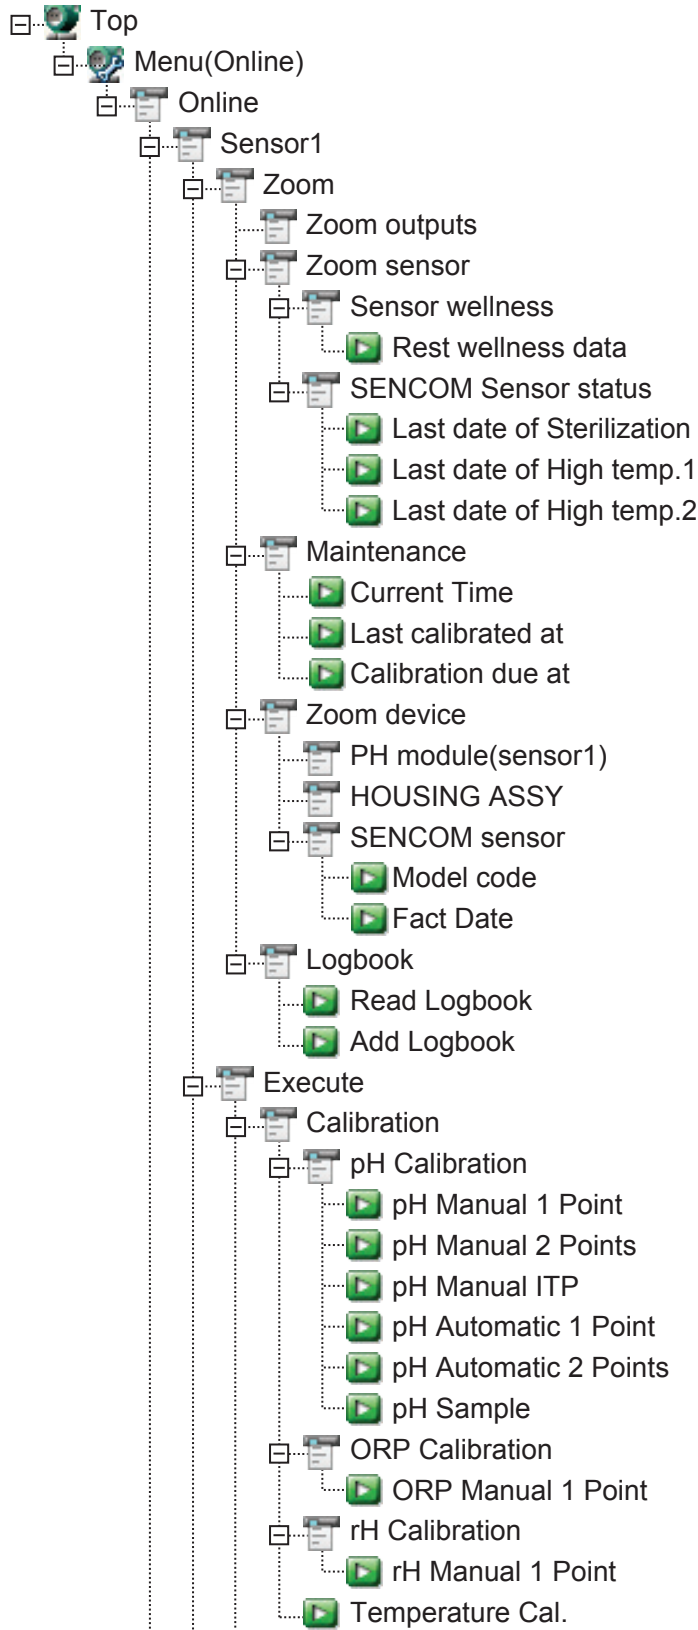 Top
Menu(Online)
Online
Sensor1
Zoom
Zoom outputs
Zoom sensor
Sensor wellness
Rest wellness data
SENCOM Sensor status
Last date of Sterilization
Last date of High temp.1
Last date of High temp.2
Maintenance
Current Time
Last calibrated at
Calibration due at
Zoom device
PH module(sensor1)
HOUSING ASSY
SENCOM sensor
Model code
Fact Date
Logbook
Read Logbook
Add Logbook
Execute
Calibration
pH Calibration
pH Manual 1 Point
pH Manual 2 Points
pH Manual ITP
pH Automatic 1 Point
pH Automatic 2 Points
pH Sample
ORP Calibration
ORP Manual 1 Point
rH Calibration
rH Manual 1 Point
Temperature Cal.